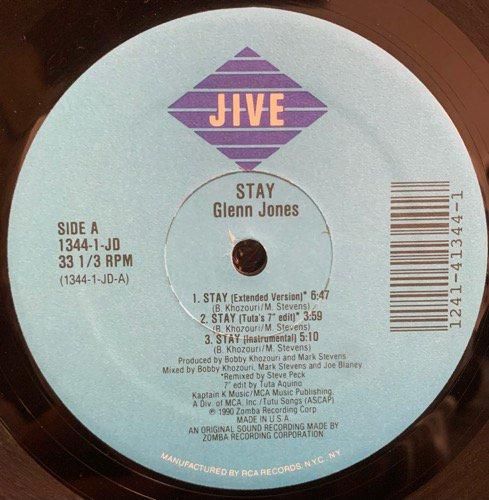 JIVE
STAY
Glenn Jones
SIDE A
1344-1-JD
33 1/3 RPM
(1344-1-JD-A)
1241-41344-1
1. STAY (Extended Version)* 6:47
(B. Khozouri/M. Stevens)
2. STAY (Tuta's 7" edit)* 3:59
(B. Khozouri/M. Stevens)
3. STAY (Instrumental) 5:10
(B. Khozouri/M. Stevens)
Produced by Bobby Khozouri and Mark Stevens
Mixed by Bobby Khozouri, Mark Stevens and Joe Blaney
*Remixed by Steve Peck
7" edit by Tuta Aquino
Kaptain K Music/MCA Music Publishing,
A Div. of MCA, Inc./Tutu Songs (ASCAP)
℗ 1990 Zomba Recording Corp.
Made in U.S.A.
AN ORIGINAL SOUND RECORDING MADE BY
ZOMBA RECORDING CORPORATION
MANUFACTURED BY RCA RECORDS, N.Y.C.-NY